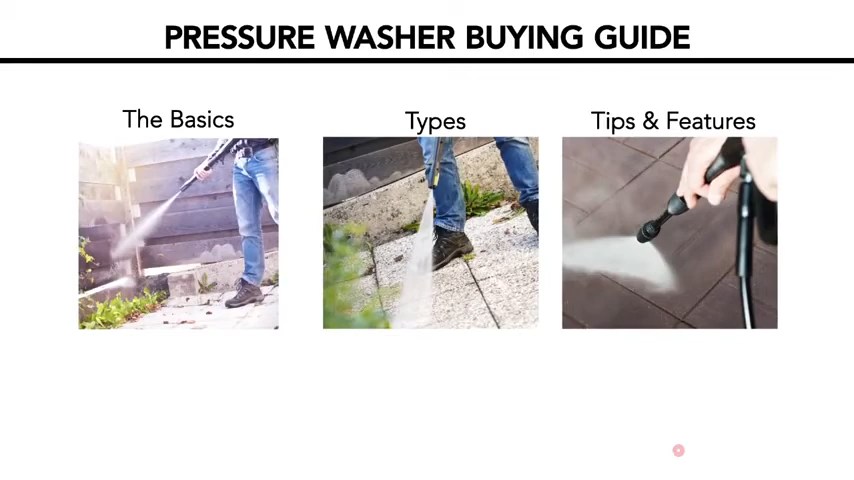 PRESSURE WASHER BUYING GUIDE
The Basics
Types
Tips & Features